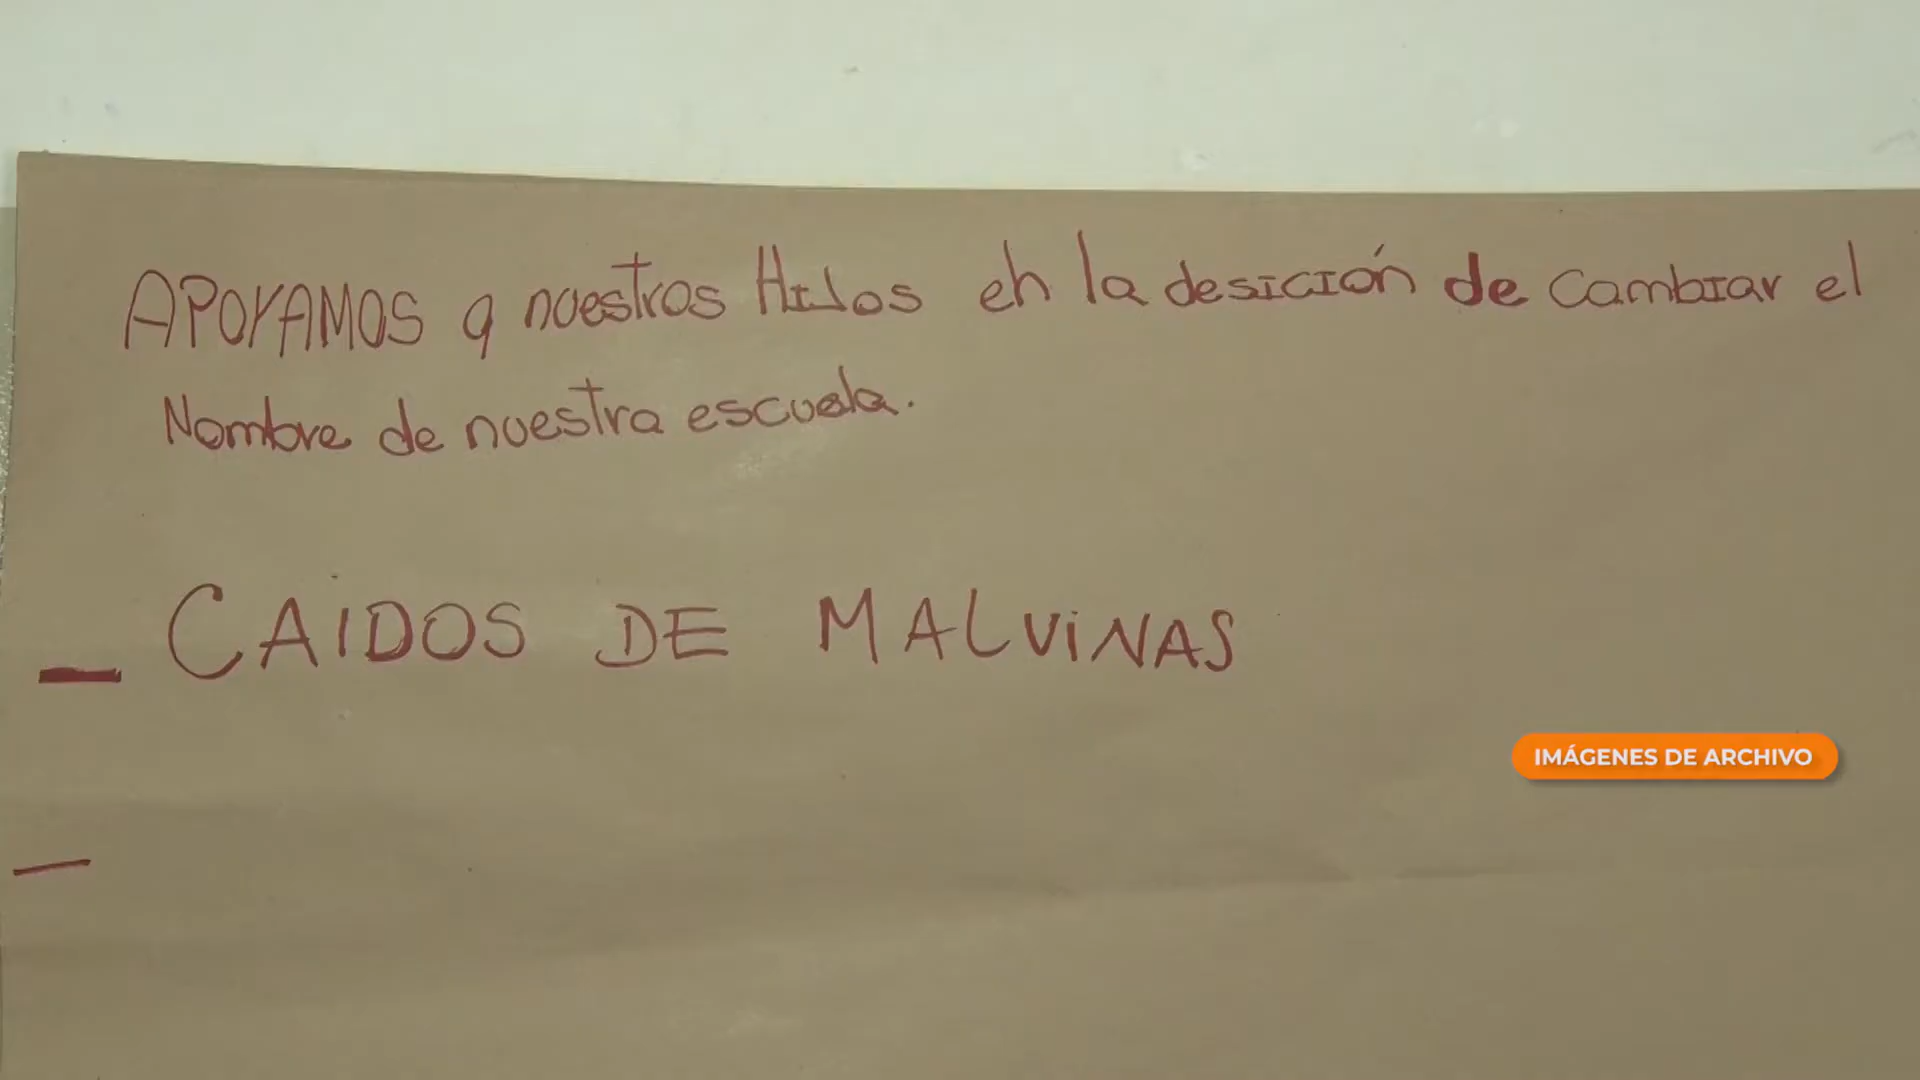 APOYAMOS a nuestros HIJos en la desICIÓn de cambIar el
Nombre de nuestra escuela.
CAIDOS DE MALViNAS
IMÁGENES DE ARCHIVO